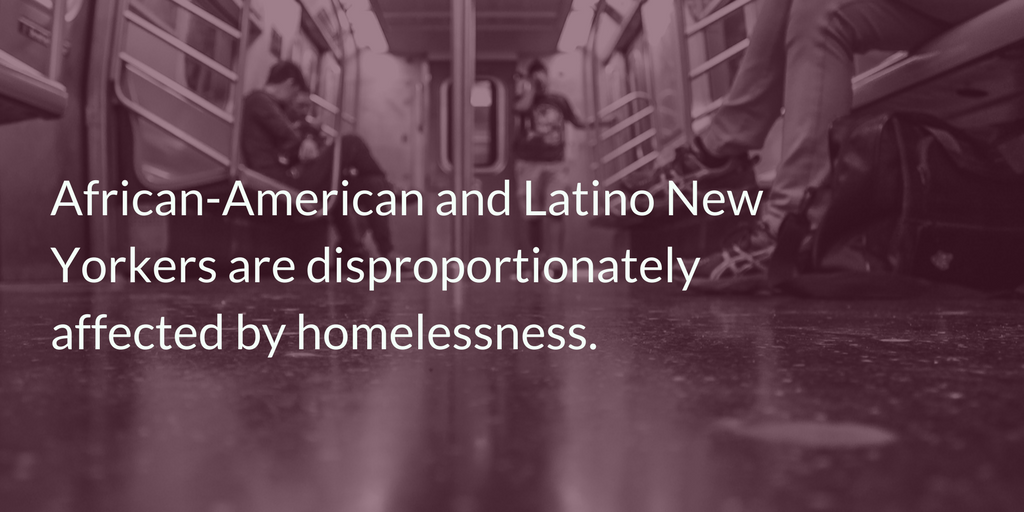 African-American and Latino New
Yorkers are disproportionately
affected by homelessness.